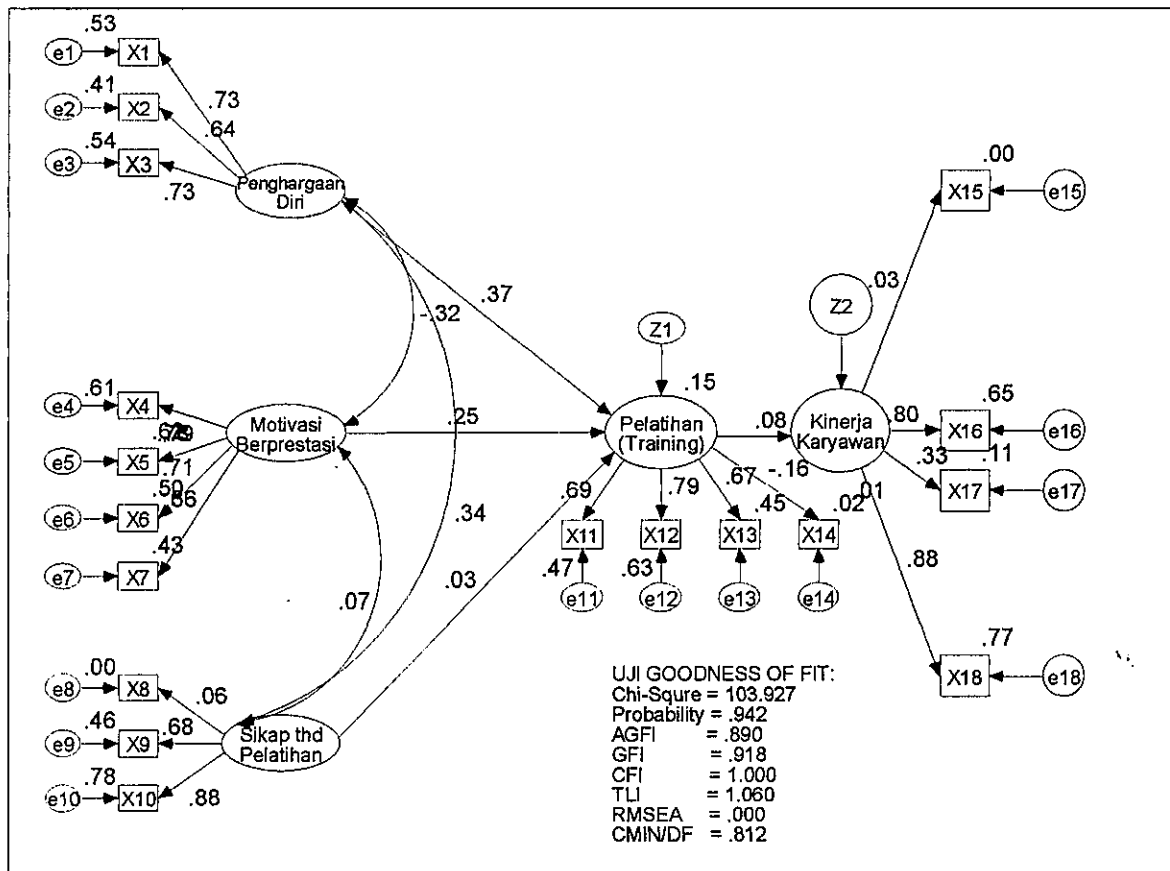 .53
e1 X1
.41
e2 X2
.73
.64
.54
e3 X3
.73
Penghargaan
Diri
.00
X15 e15
.03
.37
-.32
Z1
Z2
.15
.61
e4 X4
Motivasi
Berprestasi
.25
Pelatihan
(Training)
.08
Kinerja
Karyawan
.80
.65
X16 e16
e5 X5
.71
.33
.11
X17 e17
.50
e6 X6
.43
e7 X7
.69
.79
.67
-.16
.45
.02
.01
X11 X12 X13 X14
.47
.63
e11 e12 e13 e14
.88
.34
.03
.07
.77
X18 e18
.00
e8 X8
.06
.46
e9 X9
.68
Sikap thd
Pelatihan
.78
e10 X10
.88
UJI GOODNESS OF FIT:
Chi-Squre = 103.927
Probability = .942
AGFI = .890
GFI = .918
CFI = 1.000
TLI = 1.060
RMSEA = .000
CMIN/DF = .812